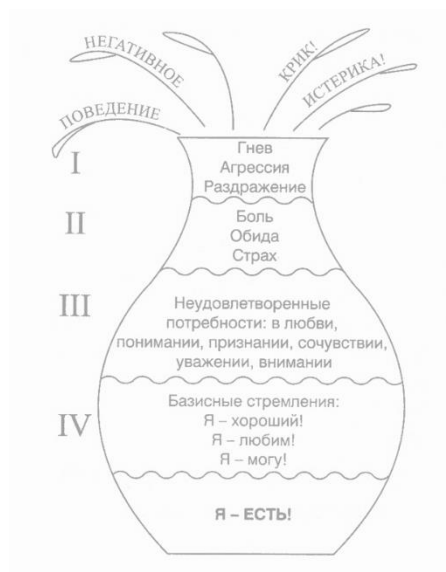 НЕГАТИВНОЕ
ПОВЕДЕНИЕ
КРИК!
ИСТЕРИКА!
I
Гнев
Агрессия
Раздражение
II
Боль
Обида
Страх
III
Неудовлетворенные
потребности: в любви,
понимании, признании, сочувствии,
уважении, внимании
IV
Базисные стремления:
Я – хороший!
Я – любим!
Я – могу!
Я – ЕСТЬ!